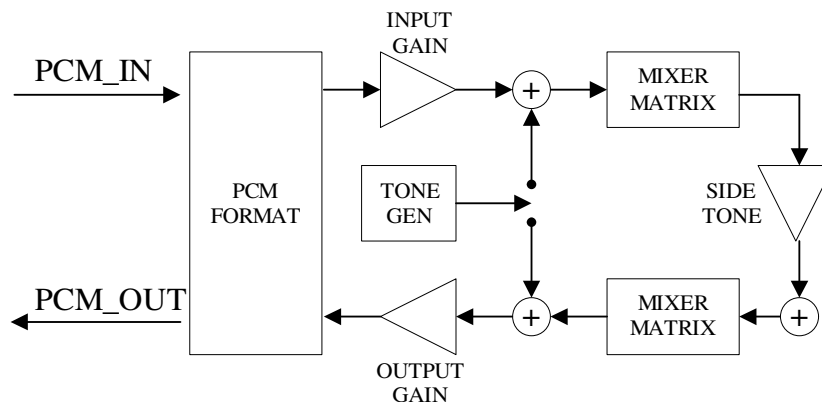 INPUT
GAIN
PCM_IN
+
MIXER
MATRIX
PCM
FORMAT
TONE
GEN
SIDE
TONE
PCM_OUT
+
MIXER
MATRIX
+
OUTPUT
GAIN